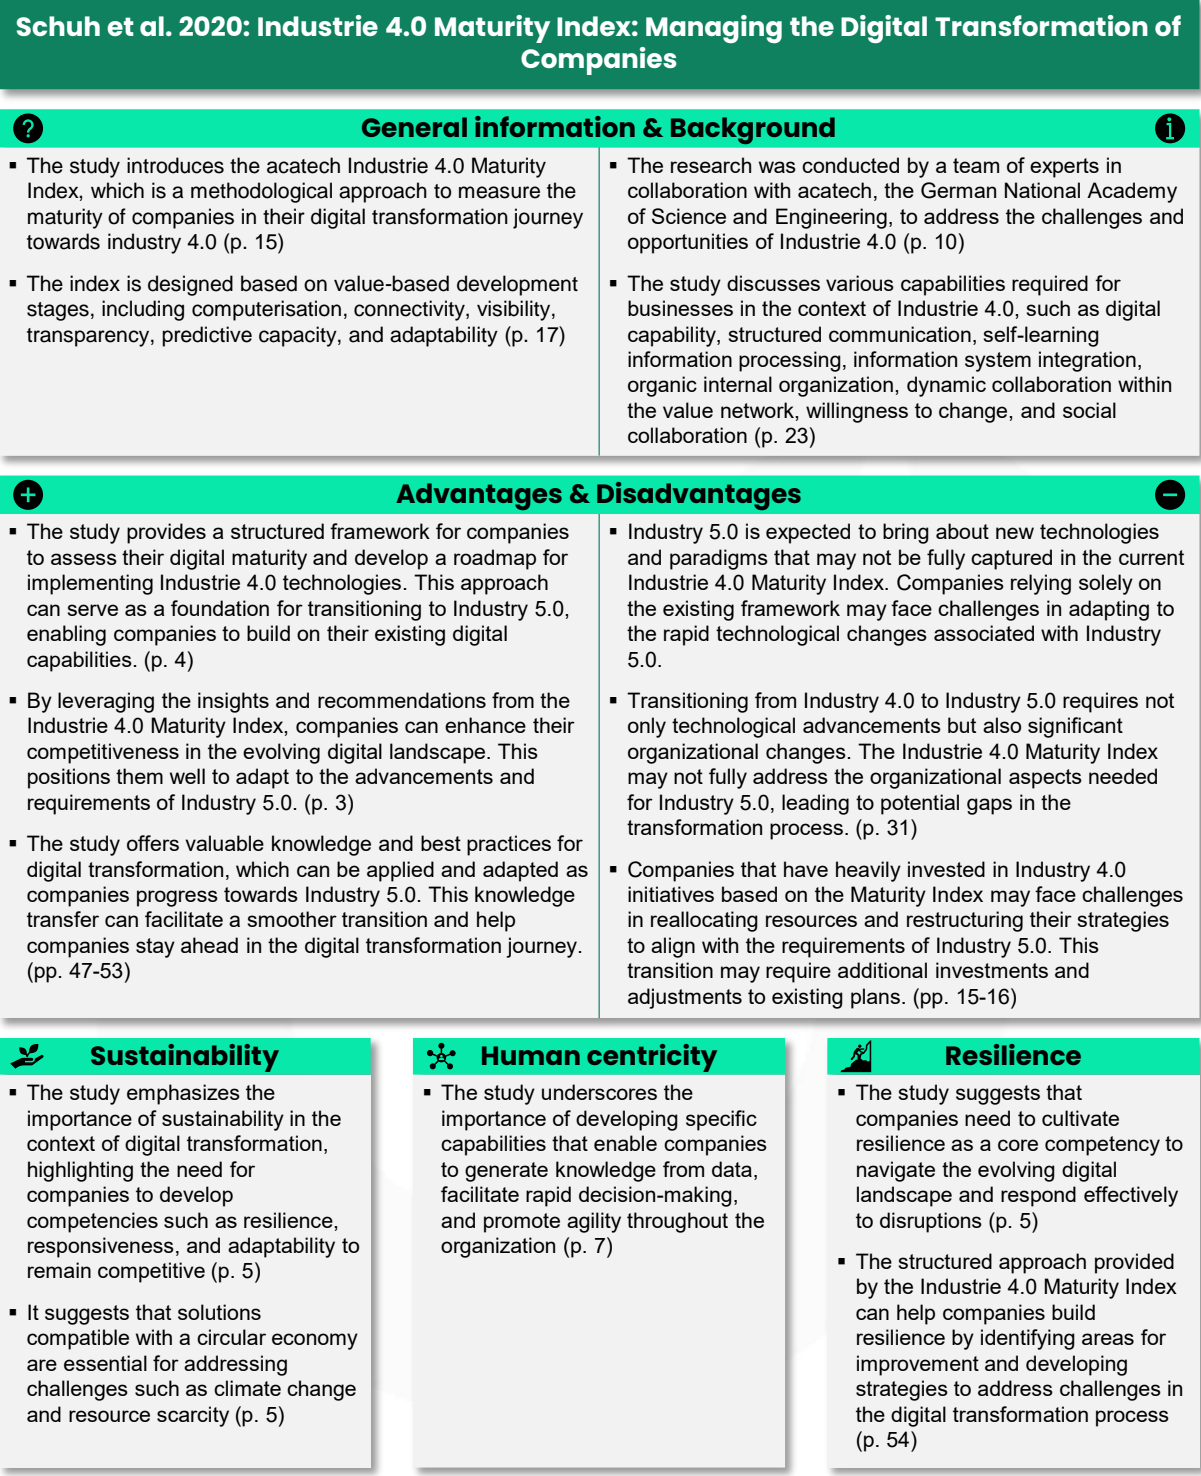 Schuh et al. 2020: Industrie 4.0 Maturity Index: Managing the Digital Transformation of
Companies
General information & Background
▪ The study introduces the acatech Industrie 4.0 Maturity
Index, which is a methodological approach to measure the
maturity of companies in their digital transformation journey
towards industry 4.0 (p. 15)
▪ The index is designed based on value-based development
stages, including computerisation, connectivity, visibility,
transparency, predictive capacity, and adaptability (p. 17)
▪ The research was conducted by a team of experts in
collaboration with acatech, the German National Academy
of Science and Engineering, to address the challenges and
opportunities of Industrie 4.0 (p. 10)
▪ The study discusses various capabilities required for
businesses in the context of Industrie 4.0, such as digital
capability, structured communication, self-learning
information processing, information system integration,
organic internal organization, dynamic collaboration within
the value network, willingness to change, and social
collaboration (p. 23)
Advantages & Disadvantages
▪ The study provides a structured framework for companies
to assess their digital maturity and develop a roadmap for
implementing Industrie 4.0 technologies. This approach
can serve as a foundation for transitioning to Industry 5.0,
enabling companies to build on their existing digital
capabilities. (p. 4)
▪ By leveraging the insights and recommendations from the
Industrie 4.0 Maturity Index, companies can enhance their
competitiveness in the evolving digital landscape. This
positions them well to adapt to the advancements and
requirements of Industry 5.0. (p. 3)
▪ The study offers valuable knowledge and best practices for
digital transformation, which can be applied and adapted as
companies progress towards Industry 5.0. This knowledge
transfer can facilitate a smoother transition and help
companies stay ahead in the digital transformation journey.
(pp. 47-53)
▪ Industry 5.0 is expected to bring about new technologies
and paradigms that may not be fully captured in the current
Industrie 4.0 Maturity Index. Companies relying solely on
the existing framework may face challenges in adapting to
the rapid technological changes associated with Industry
5.0.
▪ Transitioning from Industry 4.0 to Industry 5.0 requires not
only technological advancements but also significant
organizational changes. The Industrie 4.0 Maturity Index
may not fully address the organizational aspects needed
for Industry 5.0, leading to potential gaps in the
transformation process. (p. 31)
▪ Companies that have heavily invested in Industry 4.0
initiatives based on the Maturity Index may face challenges
in reallocating resources and restructuring their strategies
to align with the requirements of Industry 5.0. This
transition may require additional investments and
adjustments to existing plans. (pp. 15-16)
Sustainability
▪ The study emphasizes the
importance of sustainability in the
context of digital transformation,
highlighting the need for
companies to develop
competencies such as resilience,
responsiveness, and adaptability to
remain competitive (p. 5)
▪ It suggests that solutions
compatible with a circular economy
are essential for addressing
challenges such as climate change
and resource scarcity (p. 5)
Human centricity
▪ The study underscores the
importance of developing specific
capabilities that enable companies
to generate knowledge from data,
facilitate rapid decision-making,
and promote agility throughout the
organization (p. 7)
Resilience
▪ The study suggests that
companies need to cultivate
resilience as a core competency to
navigate the evolving digital
landscape and respond effectively
to disruptions (p. 5)
▪ The structured approach provided
by the Industrie 4.0 Maturity Index
can help companies build
resilience by identifying areas for
improvement and developing
strategies to address challenges in
the digital transformation process
(p. 54)